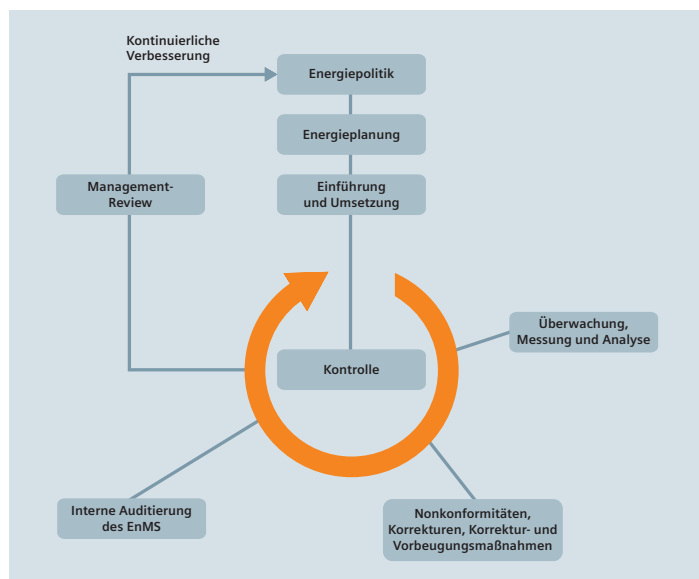 Kontinuierliche
Verbesserung
Energiepolitik
Energieplanung
Management-
Review
Einführung
und Umsetzung
Überwachung,
Messung und Analyse
Kontrolle
Interne Auditierung
des EnMS
Nonkonformitäten,
Korrekturen, Korrektur- und
Vorbeugungsmaßnahmen